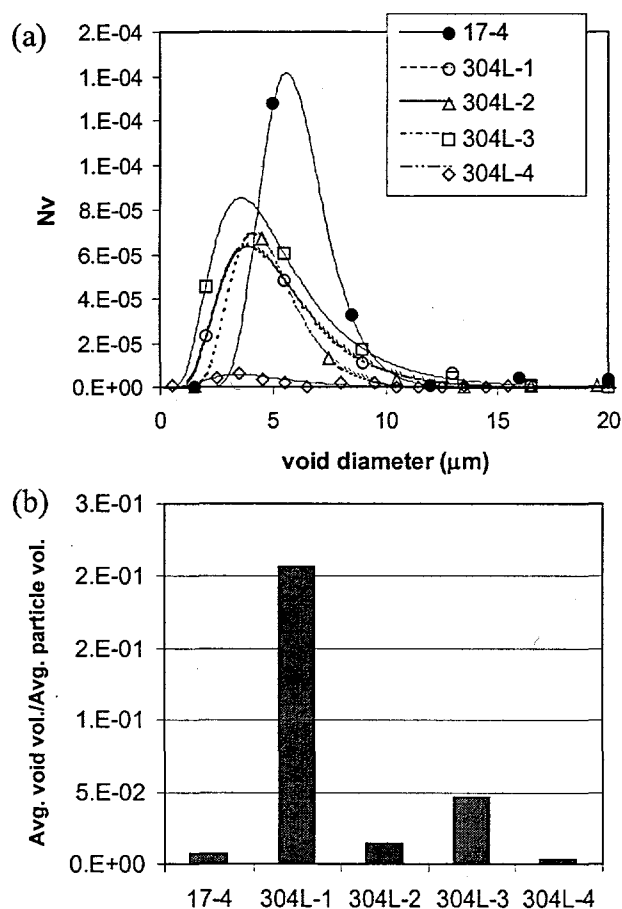 (a)
2.E-04
1.E-04
1.E-04
1.E-04
8.E-05
6.E-05
4.E-05
2.E-05
0.E+00
Nv
17-4
304L-1
304L-2
304L-3
304L-4
0 5 10 15 20
void diameter (μm)
(b)
3.E-01
2.E-01
2.E-01
1.E-01
5.E-02
0.E+00
Avg. void vol./Avg. particle vol.
17-4 304L-1 304L-2 304L-3 304L-4